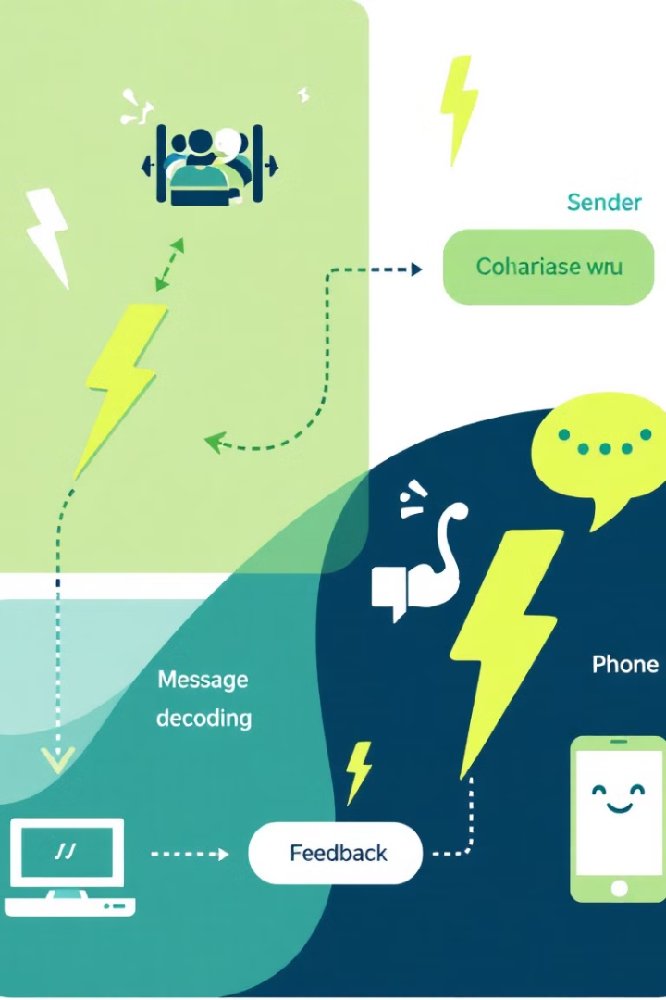 Sender
Cohariase wru
Message
decoding
Phone
Feedback